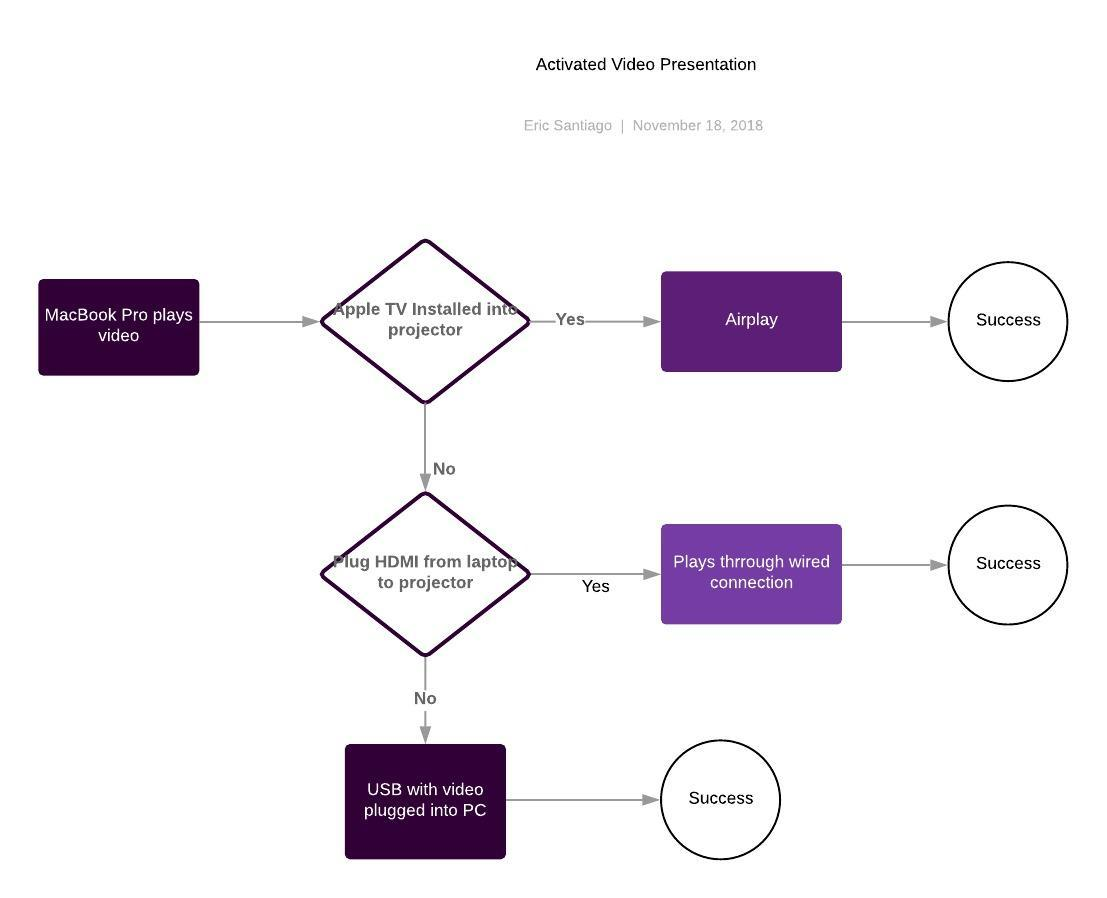 Activated Video Presentation
Eric Santiago | November 18, 2018
MacBook Pro plays
video
Apple TV Installed into
projector
Yes
Airplay
Success
No
Plug HDMI from laptop
to projector
Yes
Plays thrrough wired
connection
Success
No
USB with video
plugged into PC
Success